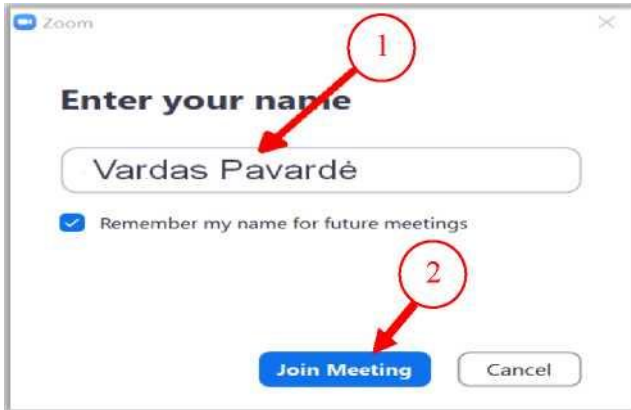 Zoom
1
Enter your name
Vardas Pavardė
Remember my name for future meetings
2
Join Meeting Cancel